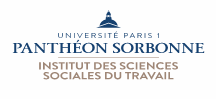 UNIVERSITÉ PARIS 1
PANTHÉON SORBONNE
INSTITUT DES SCIENCES
SOCIALES DU TRAVAIL